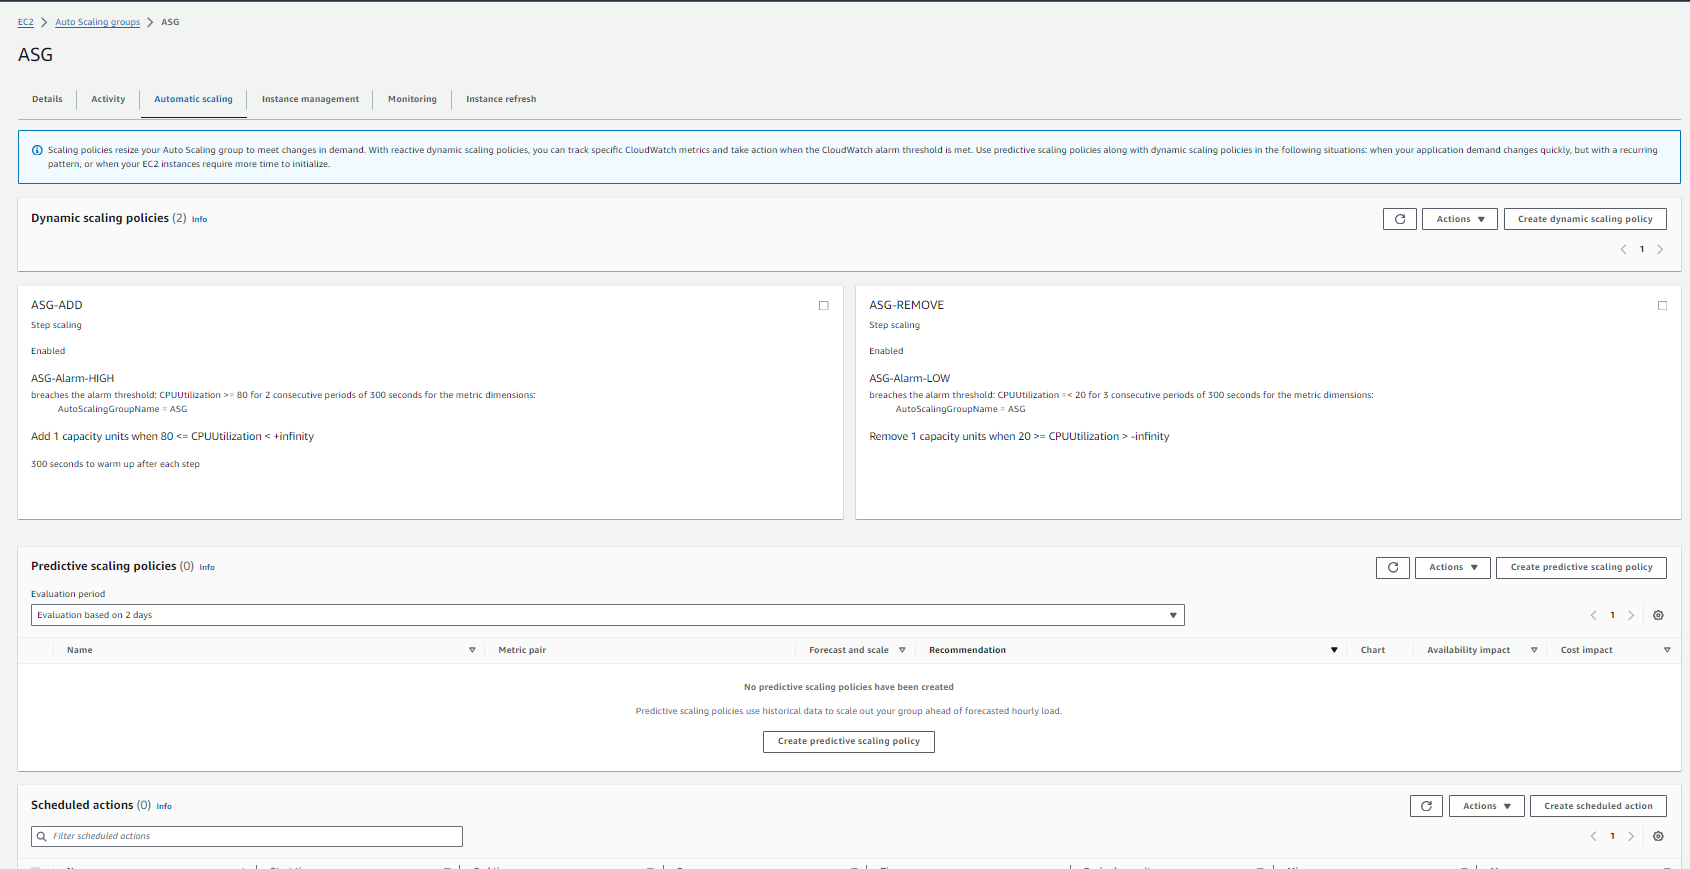 EC2 > Auto Scaling groups > ASG
ASG
Details
Activity
Automatic scaling
Instance management
Monitoring
Instance refresh
Scaling policies resize your Auto Scaling group to meet changes in demand. With reactive dynamic scaling policies, you can track specific CloudWatch metrics and take action when the CloudWatch alarm threshold is met. Use predictive scaling policies along with dynamic scaling policies in the following situations: when your application demand changes quickly, but with a recurring
pattern, or when your EC2 instances require more time to initialize.
Dynamic scaling policies (2) Info
Actions
Create dynamic scaling policy
1
ASG-ADD
Step scaling
Enabled
ASG-Alarm-HIGH
breaches the alarm threshold: CPUUtilization >= 80 for 2 consecutive periods of 300 seconds for the metric dimensions:
AutoScalingGroupName = ASG
Add 1 capacity units when 80 <= CPUUtilization < +infinity
300 seconds to warm up after each step
ASG-REMOVE
Step scaling
Enabled
ASG-Alarm-LOW
breaches the alarm threshold: CPUUtilization =< 20 for 3 consecutive periods of 300 seconds for the metric dimensions:
AutoScalingGroupName = ASG
Remove 1 capacity units when 20 >= CPUUtilization > -infinity
Predictive scaling policies (0) Info
Actions
Create predictive scaling policy
Evaluation period
Evaluation based on 2 days
1
Name
Metric pair
Forecast and scale
Recommendation
Chart
Availability impact
Cost impact
No predictive scaling policies have been created
Predictive scaling policies use historical data to scale out your group ahead of forecasted hourly load.
Create predictive scaling policy
Scheduled actions (0) Info
Actions
Create scheduled action
Filter scheduled actions
1